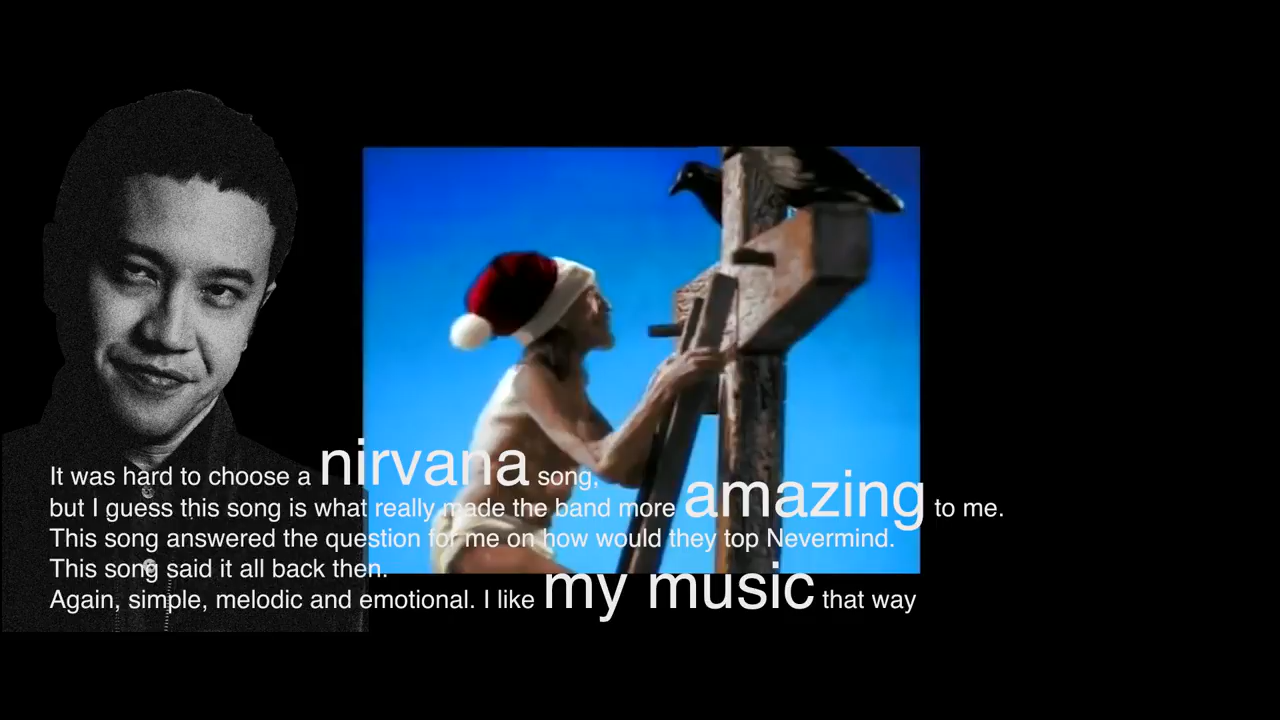 It was hard to choose a nirvana song,
but I guess this song is what really made the band more amazing to me.
This song answered the question for me on how would they top Nevermind.
This song said it all back then.
Again, simple, melodic and emotional. I like my music that way